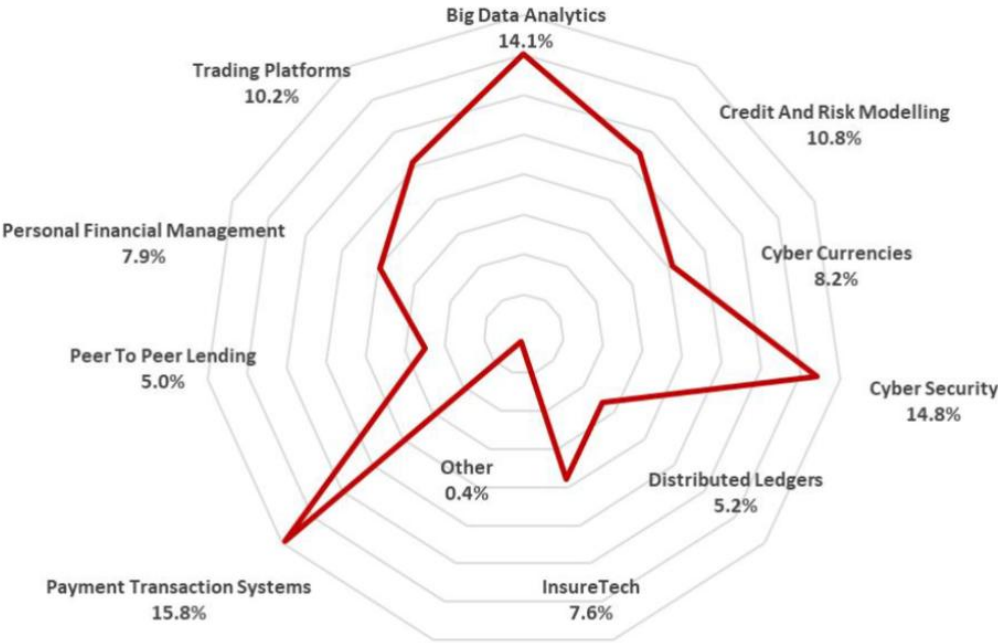 Big Data Analytics
14.1%
Trading Platforms
10.2%
Credit And Risk Modelling
10.8%
Personal Financial Management
7.9%
Cyber Currencies
8.2%
Peer To Peer Lending
5.0%
Cyber Security
14.8%
Other
0.4%
Distributed Ledgers
5.2%
Payment Transaction Systems
15.8%
InsureTech
7.6%